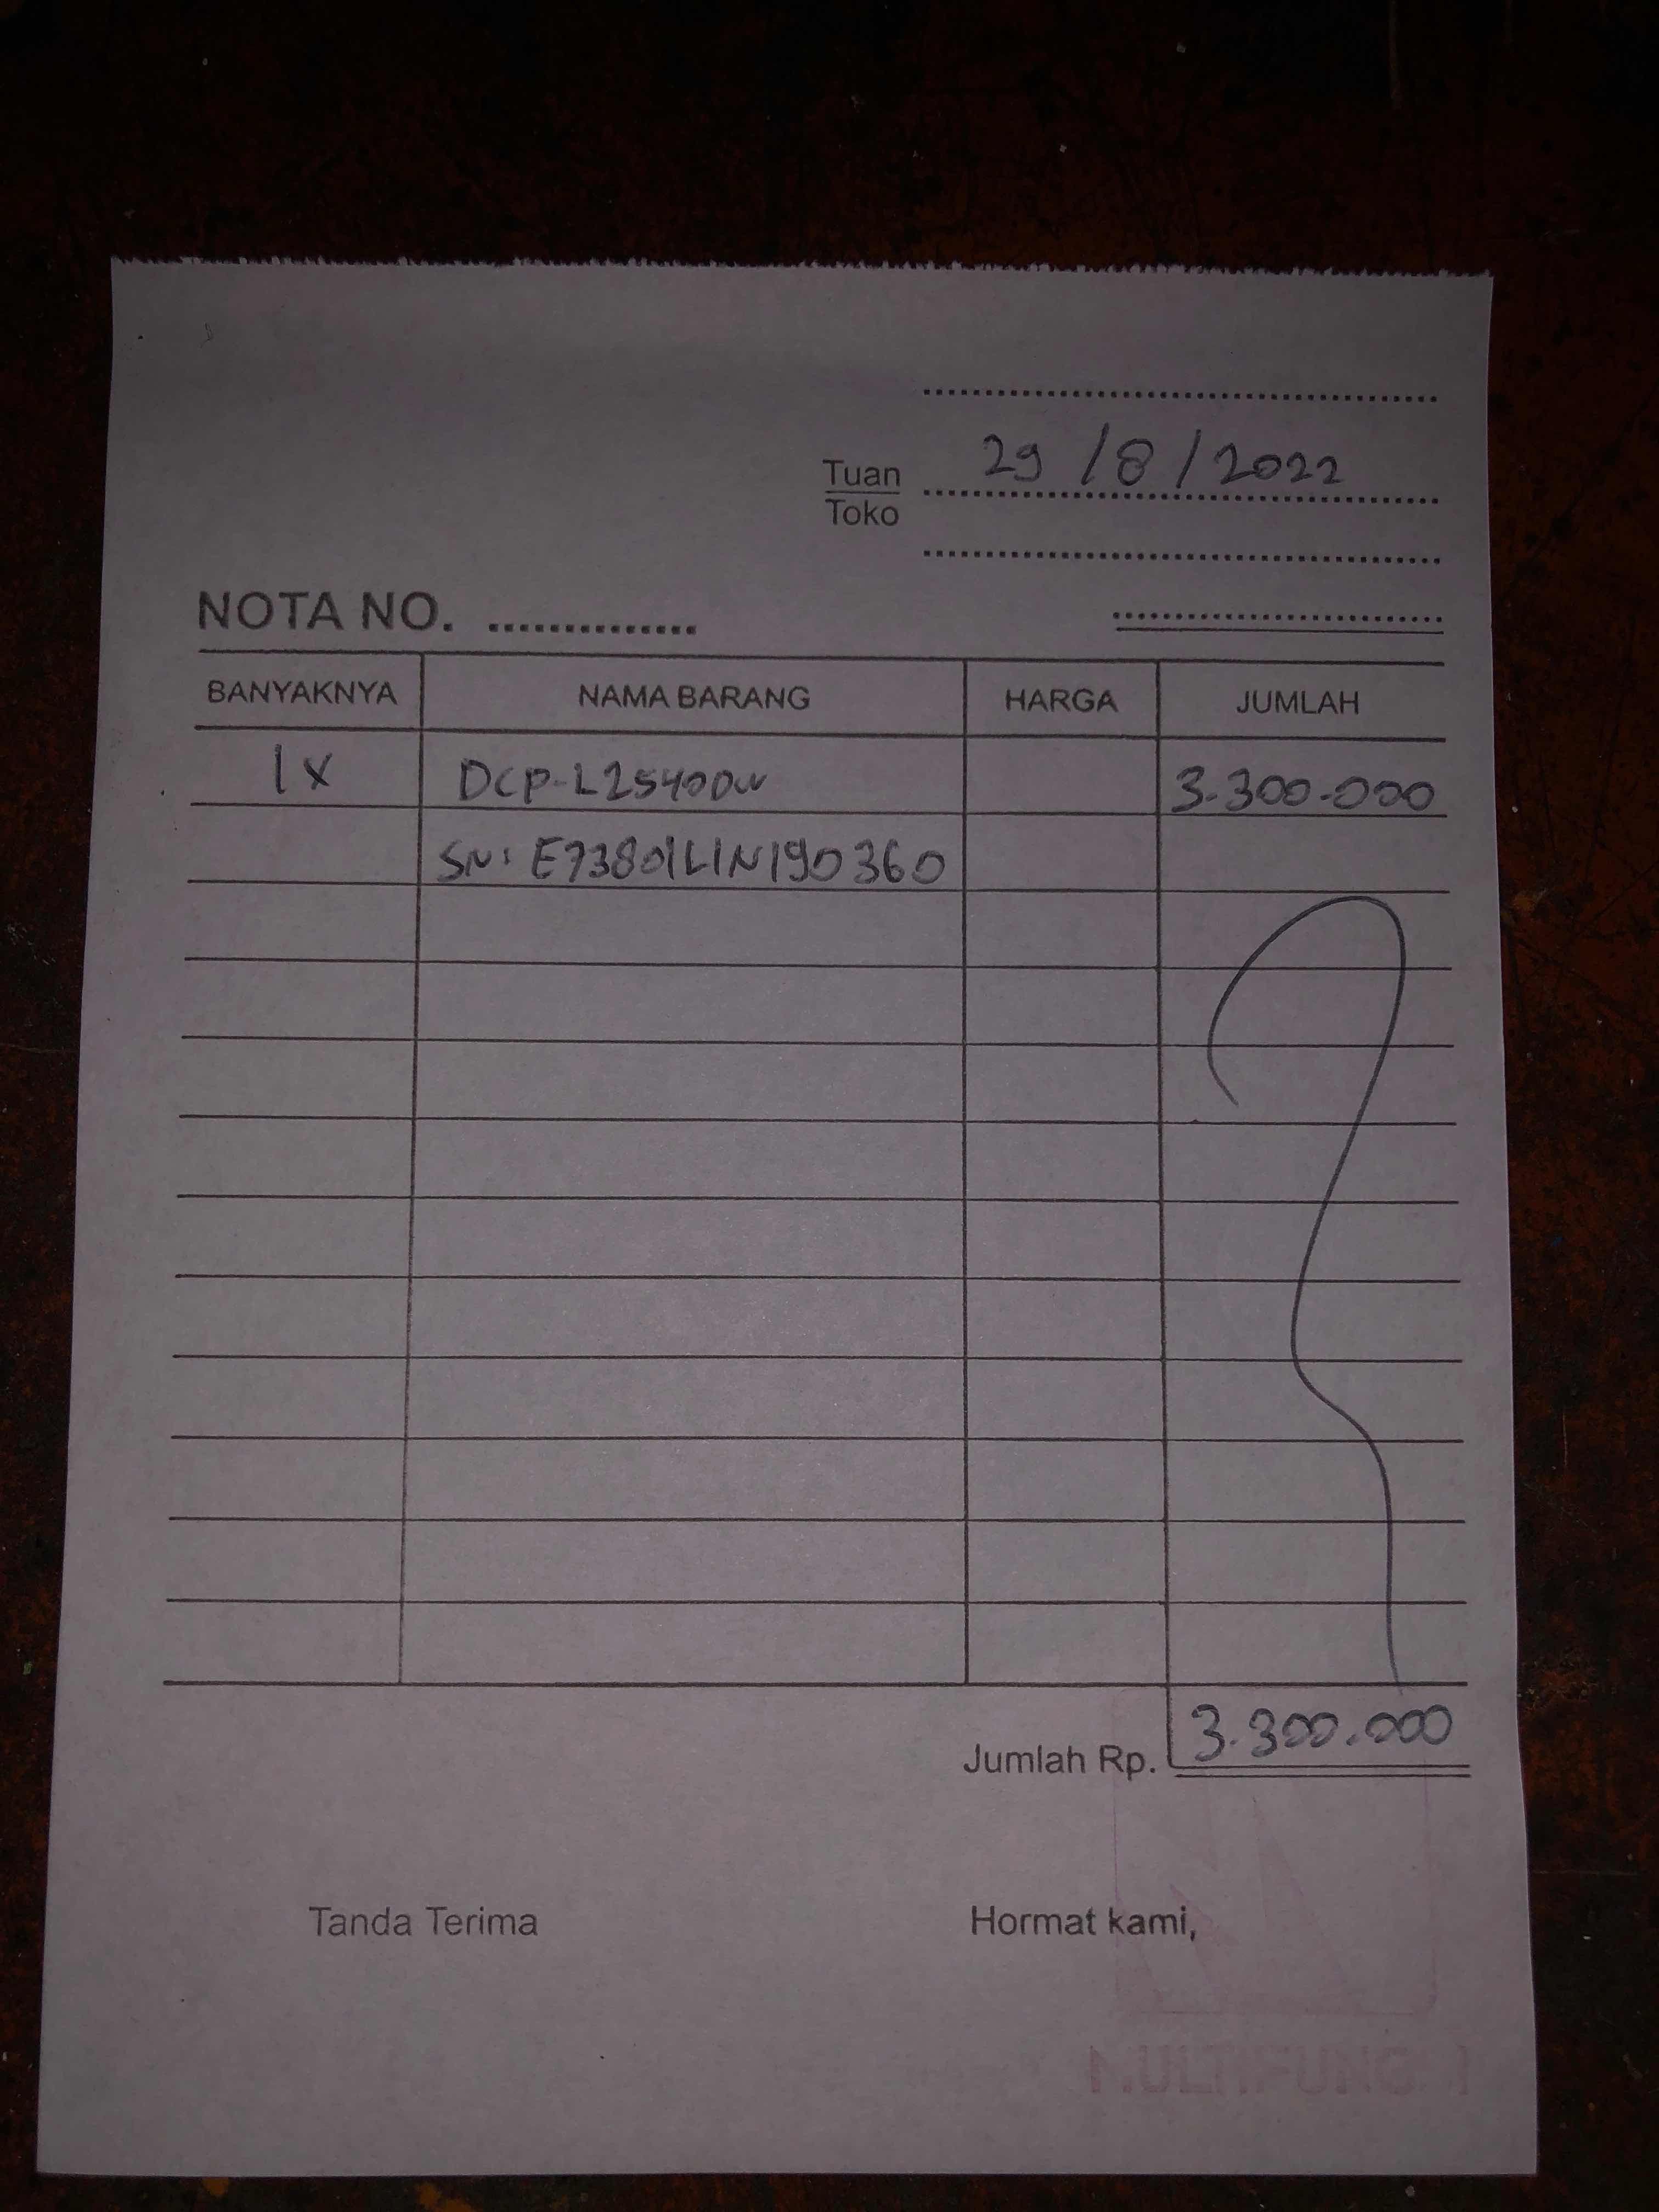 29/8/2022
Tuan
Toko
NOTA NO. ..............
BANYAKNYA NAMA BARANG HARGA JUMLAH
1X DCP-L2540DW 3.300.000
SN: E73801L1N190360
Jumlah Rp. 3.300.000
Tanda Terima Hormat kami,